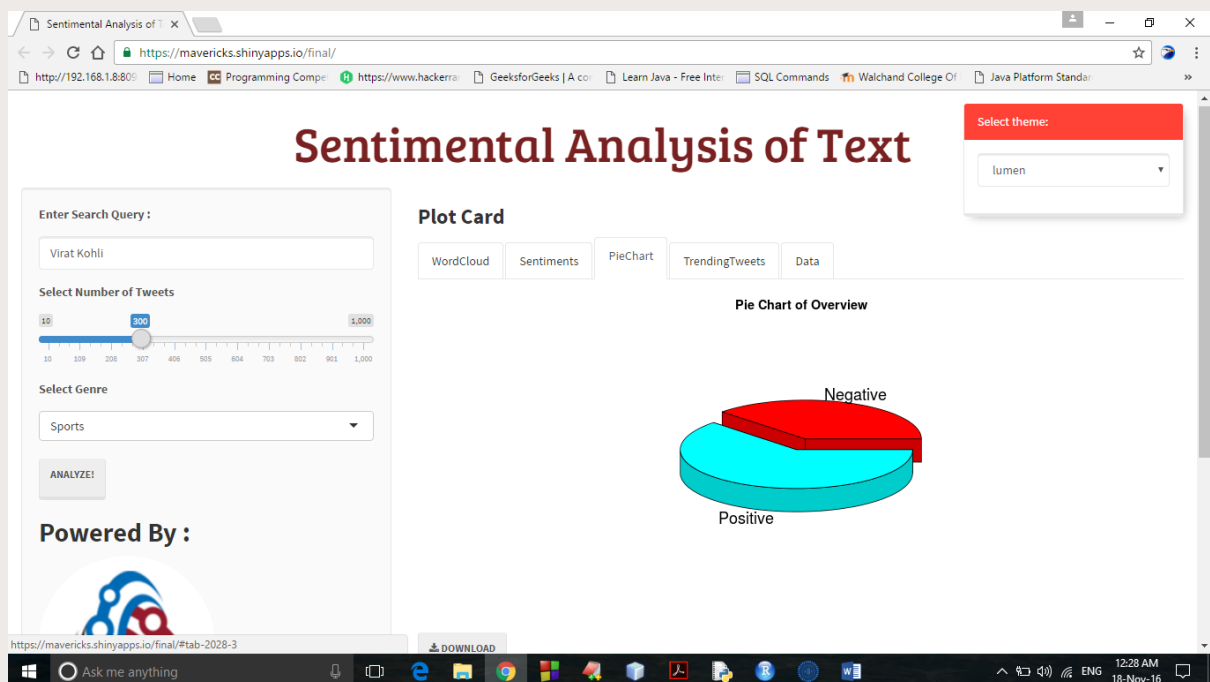 Sentimental Analysis of T
https://mavericks.shinyapps.io/final/
http://192.168.1.8:809 Home Programming Compe https://www.hackerra GeeksforGeeks | A co Learn Java - Free Inte SQL Commands Walchand College Of Java Platform Standar »
Sentimental Analysis of Text
Select theme:
lumen
Enter Search Query :
Virat Kohli
Select Number of Tweets
10 300 1,000
10 109 208 307 406 505 604 703 802 901 1,000
Select Genre
Sports
ANALYZE!
Powered By :
Plot Card
WordCloud Sentiments PieChart TrendingTweets Data
Pie Chart of Overview
Negative
Positive
DOWNLOAD
https://mavericks.shinyapps.io/final/#tab-2028-3
Ask me anything
ENG
12:28 AM
18-Nov-16